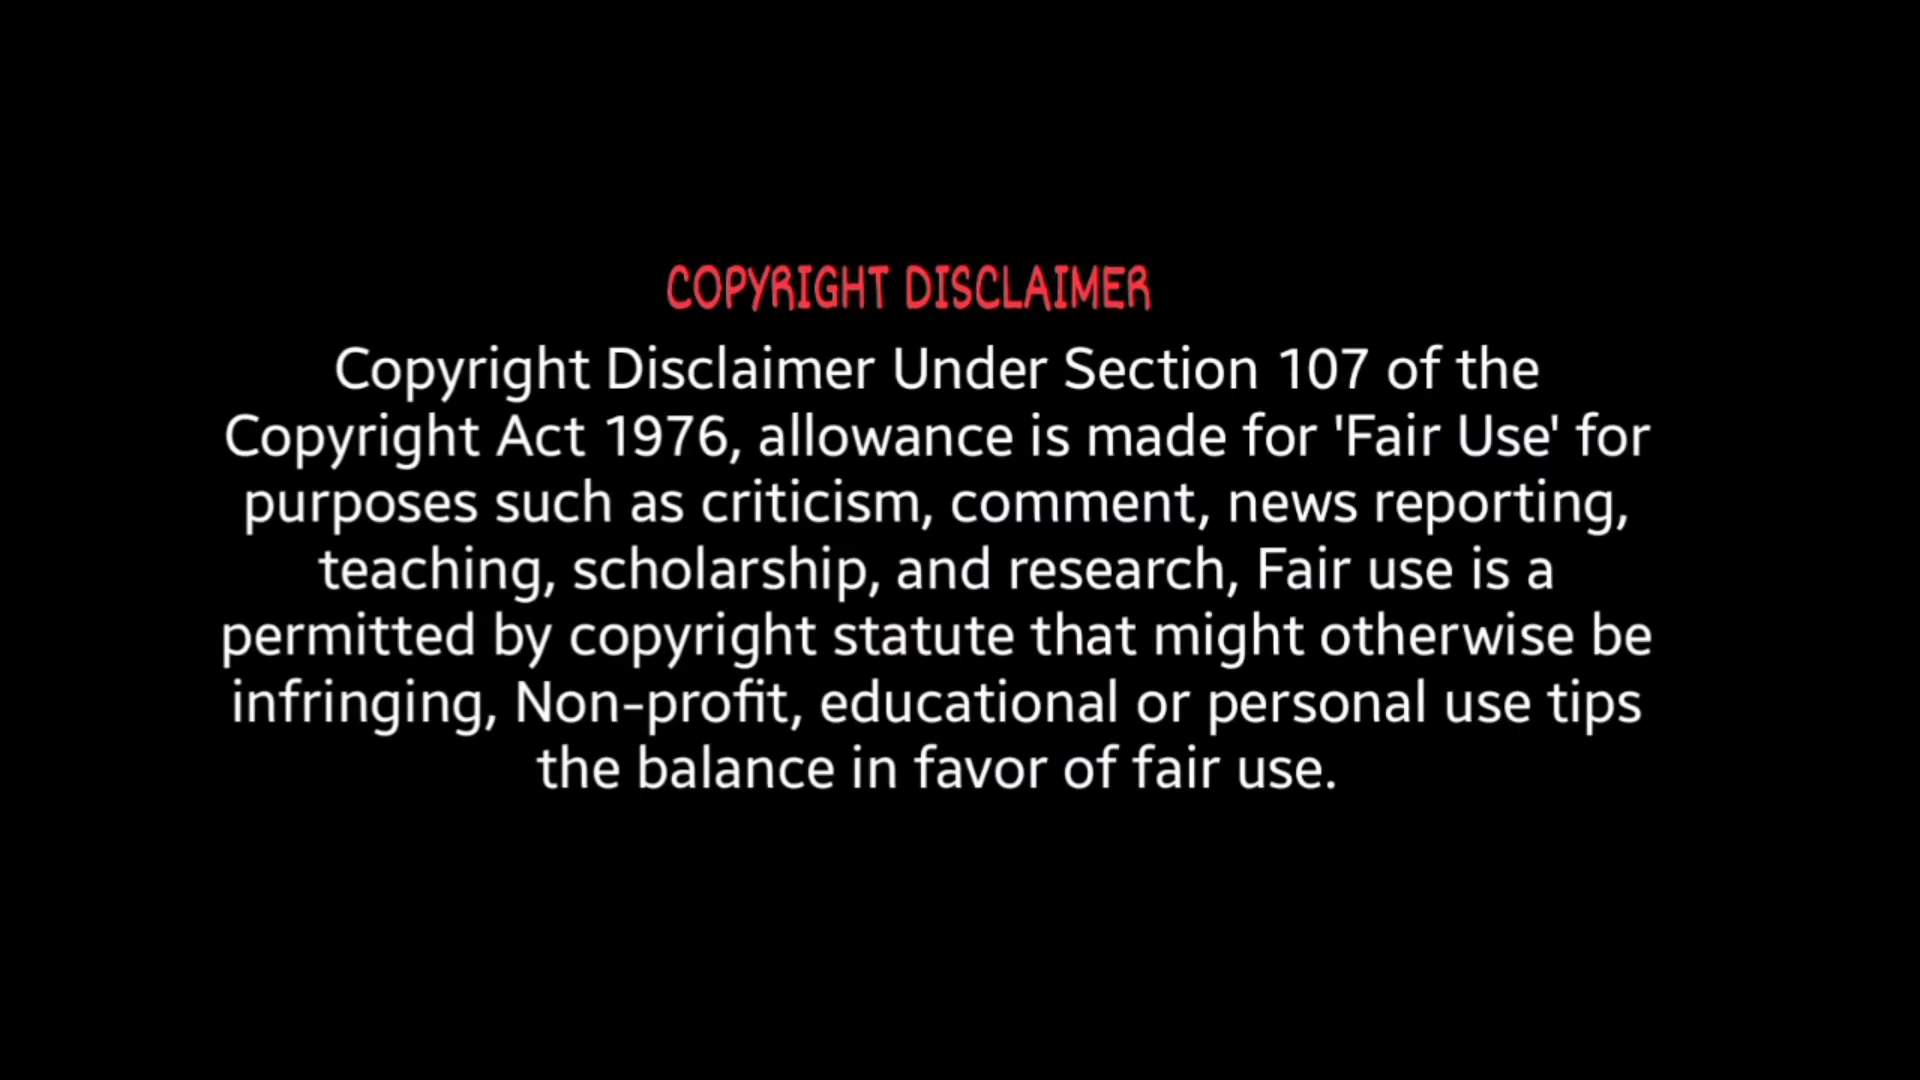 COPYRIGHT DISCLAIMER
Copyright Disclaimer Under Section 107 of the
Copyright Act 1976, allowance is made for 'Fair Use' for
purposes such as criticism, comment, news reporting,
teaching, scholarship, and research, Fair use is a
permitted by copyright statute that might otherwise be
infringing, Non-profit, educational or personal use tips
the balance in favor of fair use.